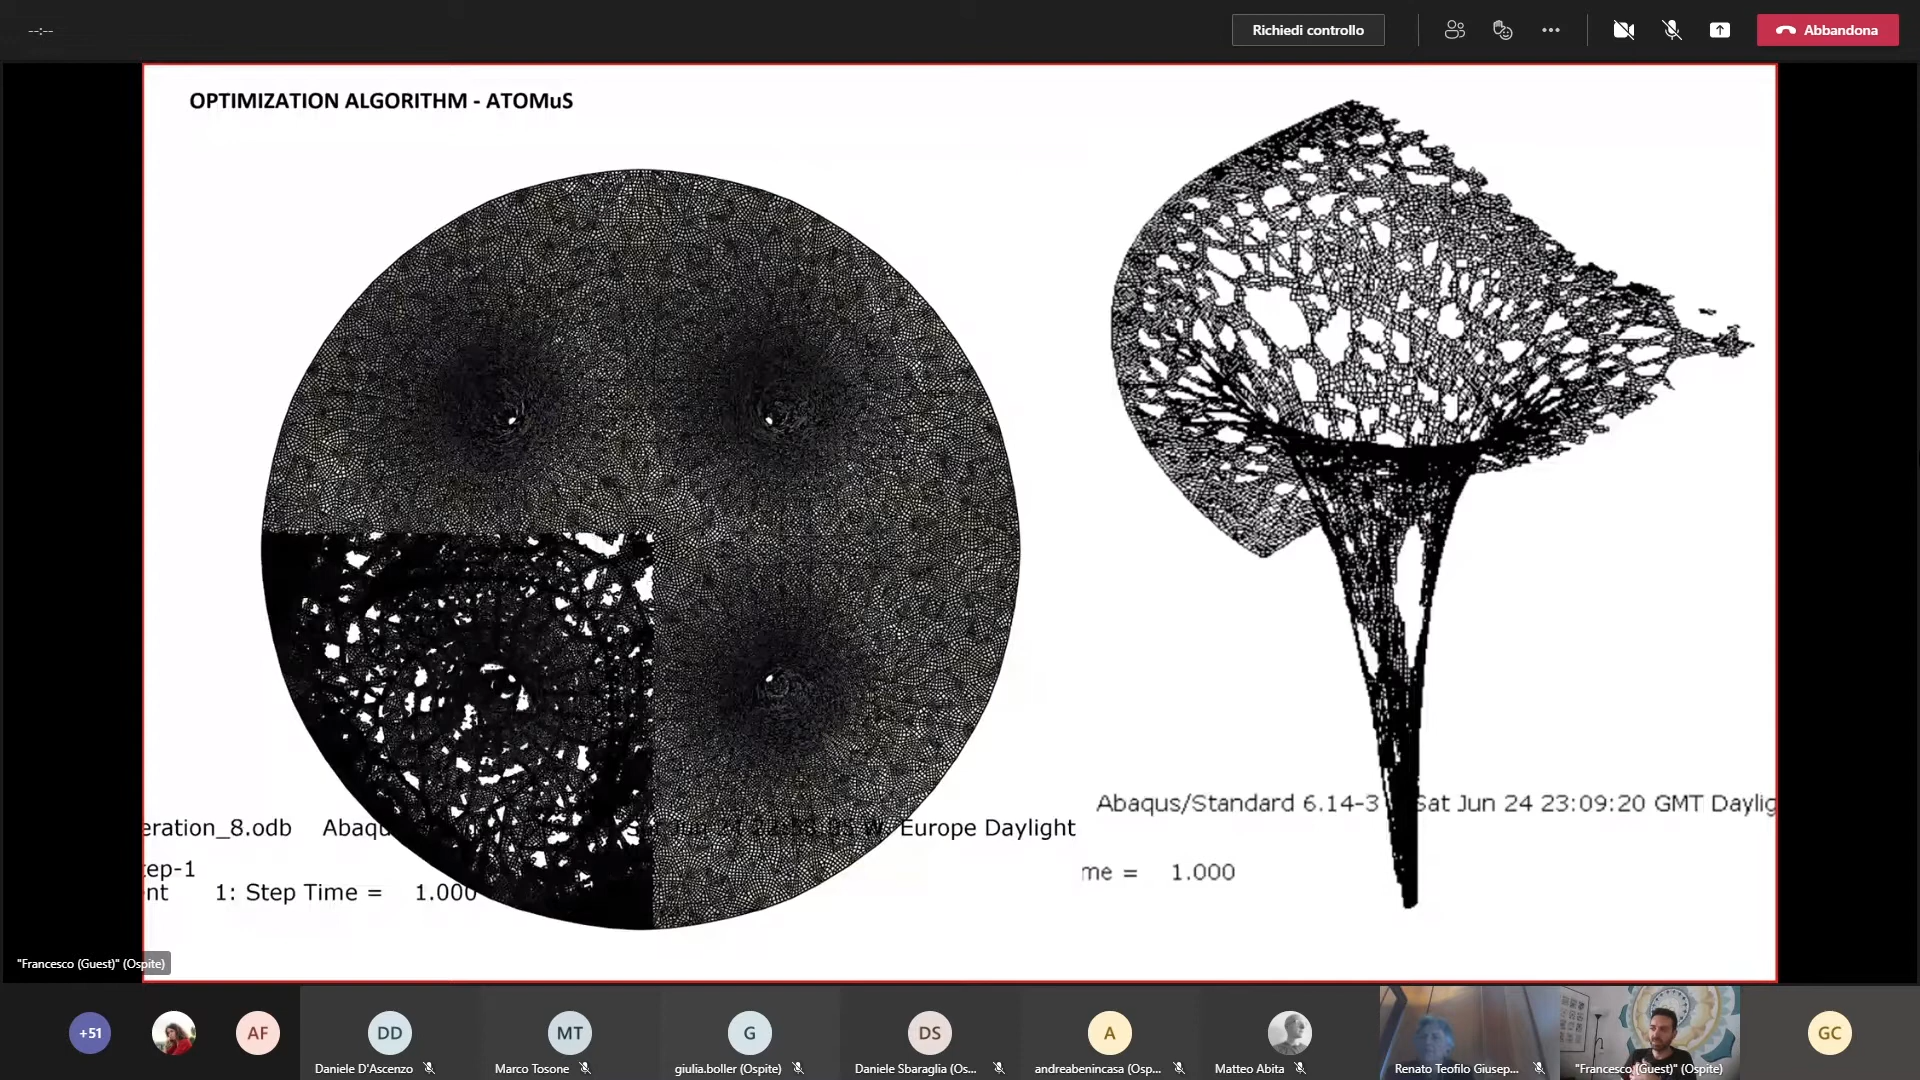 --:--
Richiedi controllo
Abbandona
OPTIMIZATION ALGORITHM - ATOMuS
Abaqus/Standard 6.14-3 Sat Jun 24 23:09:20 GMT Daylig
eration_8.odb Abaqu Europe Daylight
tep-1
me = 1.000
nt 1: Step Time = 1.000
"Francesco (Guest)" (Ospite)
+51
AF
DD
MT
G
DS
A
GC
Daniele D'Ascenzo
Marco Tosone
giulia.boller (Ospite)
Daniele Sbaraglia (Os...
andreabenincasa (Osp...
Matteo Abita
Renato Teofilo Giusep...
"Francesco (Guest)" (Ospite)